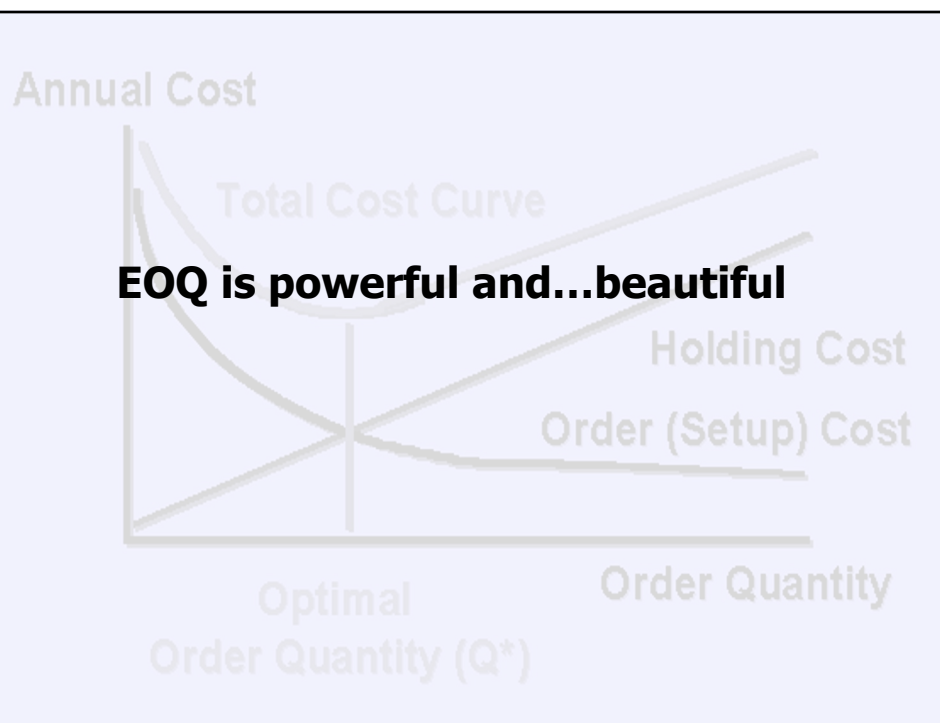 Annual Cost
Total Cost Curve
EOQ is powerful and...beautiful
Holding Cost
Order (Setup) Cost
Order Quantity
Optimal
Order Quantity (Q*)